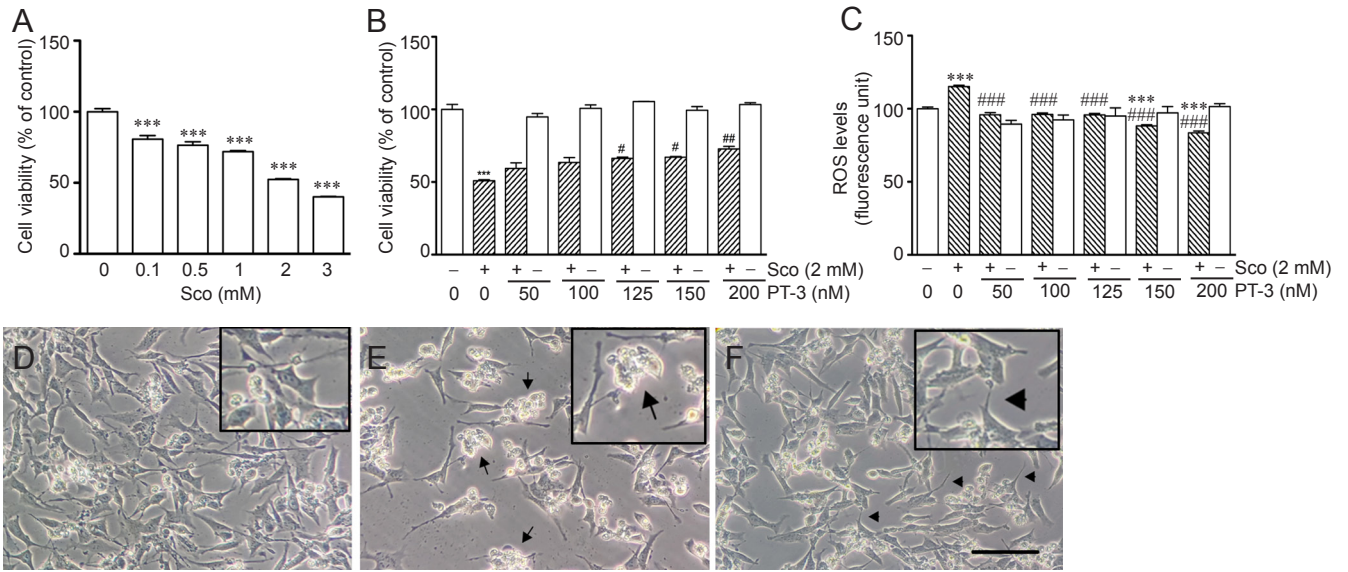 A
Cell viability (% of control)
150
100
50
0
***
***
***
***
***
0 0.1 0.5 1 2 3
Sco (mM)
B
Cell viability (% of control)
150
100
50
0
***
#
#
##
– + + – + – + – + – + – Sco (2 mM)
0 0 50 100 125 150 200 PT-3 (nM)
C
ROS levels
(fluorescence unit)
150
100
50
0
***
###
###
###
***
###
***
###
– + + – + – + – + – + – Sco (2 mM)
0 0 50 100 125 150 200 PT-3 (nM)
D
E
F